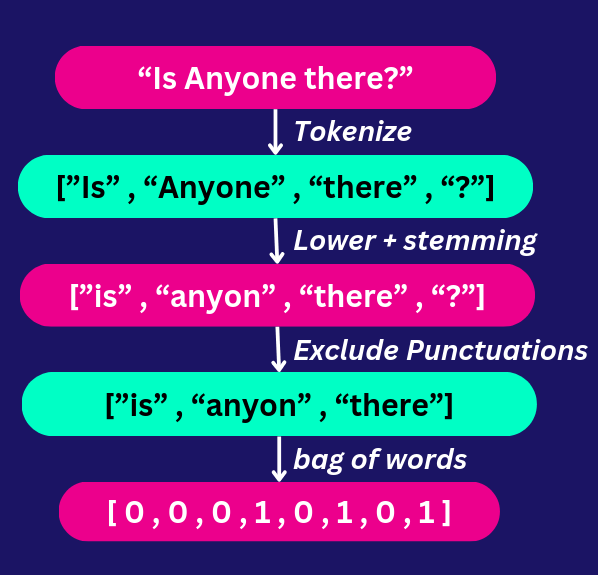 “Is Anyone there?”
Tokenize
[”Is” , “Anyone” , “there” , “?”]
Lower + stemming
[”is” , “anyon” , “there” , “?”]
Exclude Punctuations
[”is” , “anyon” , “there”]
bag of words
[ 0 , 0 , 0 , 1 , 0 , 1 , 0 , 1 ]